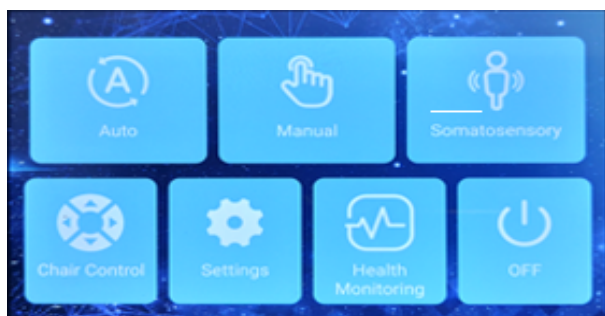 A
Auto
Manual
Somatosensory
Chair Control
Settings
Health
Monitoring
OFF